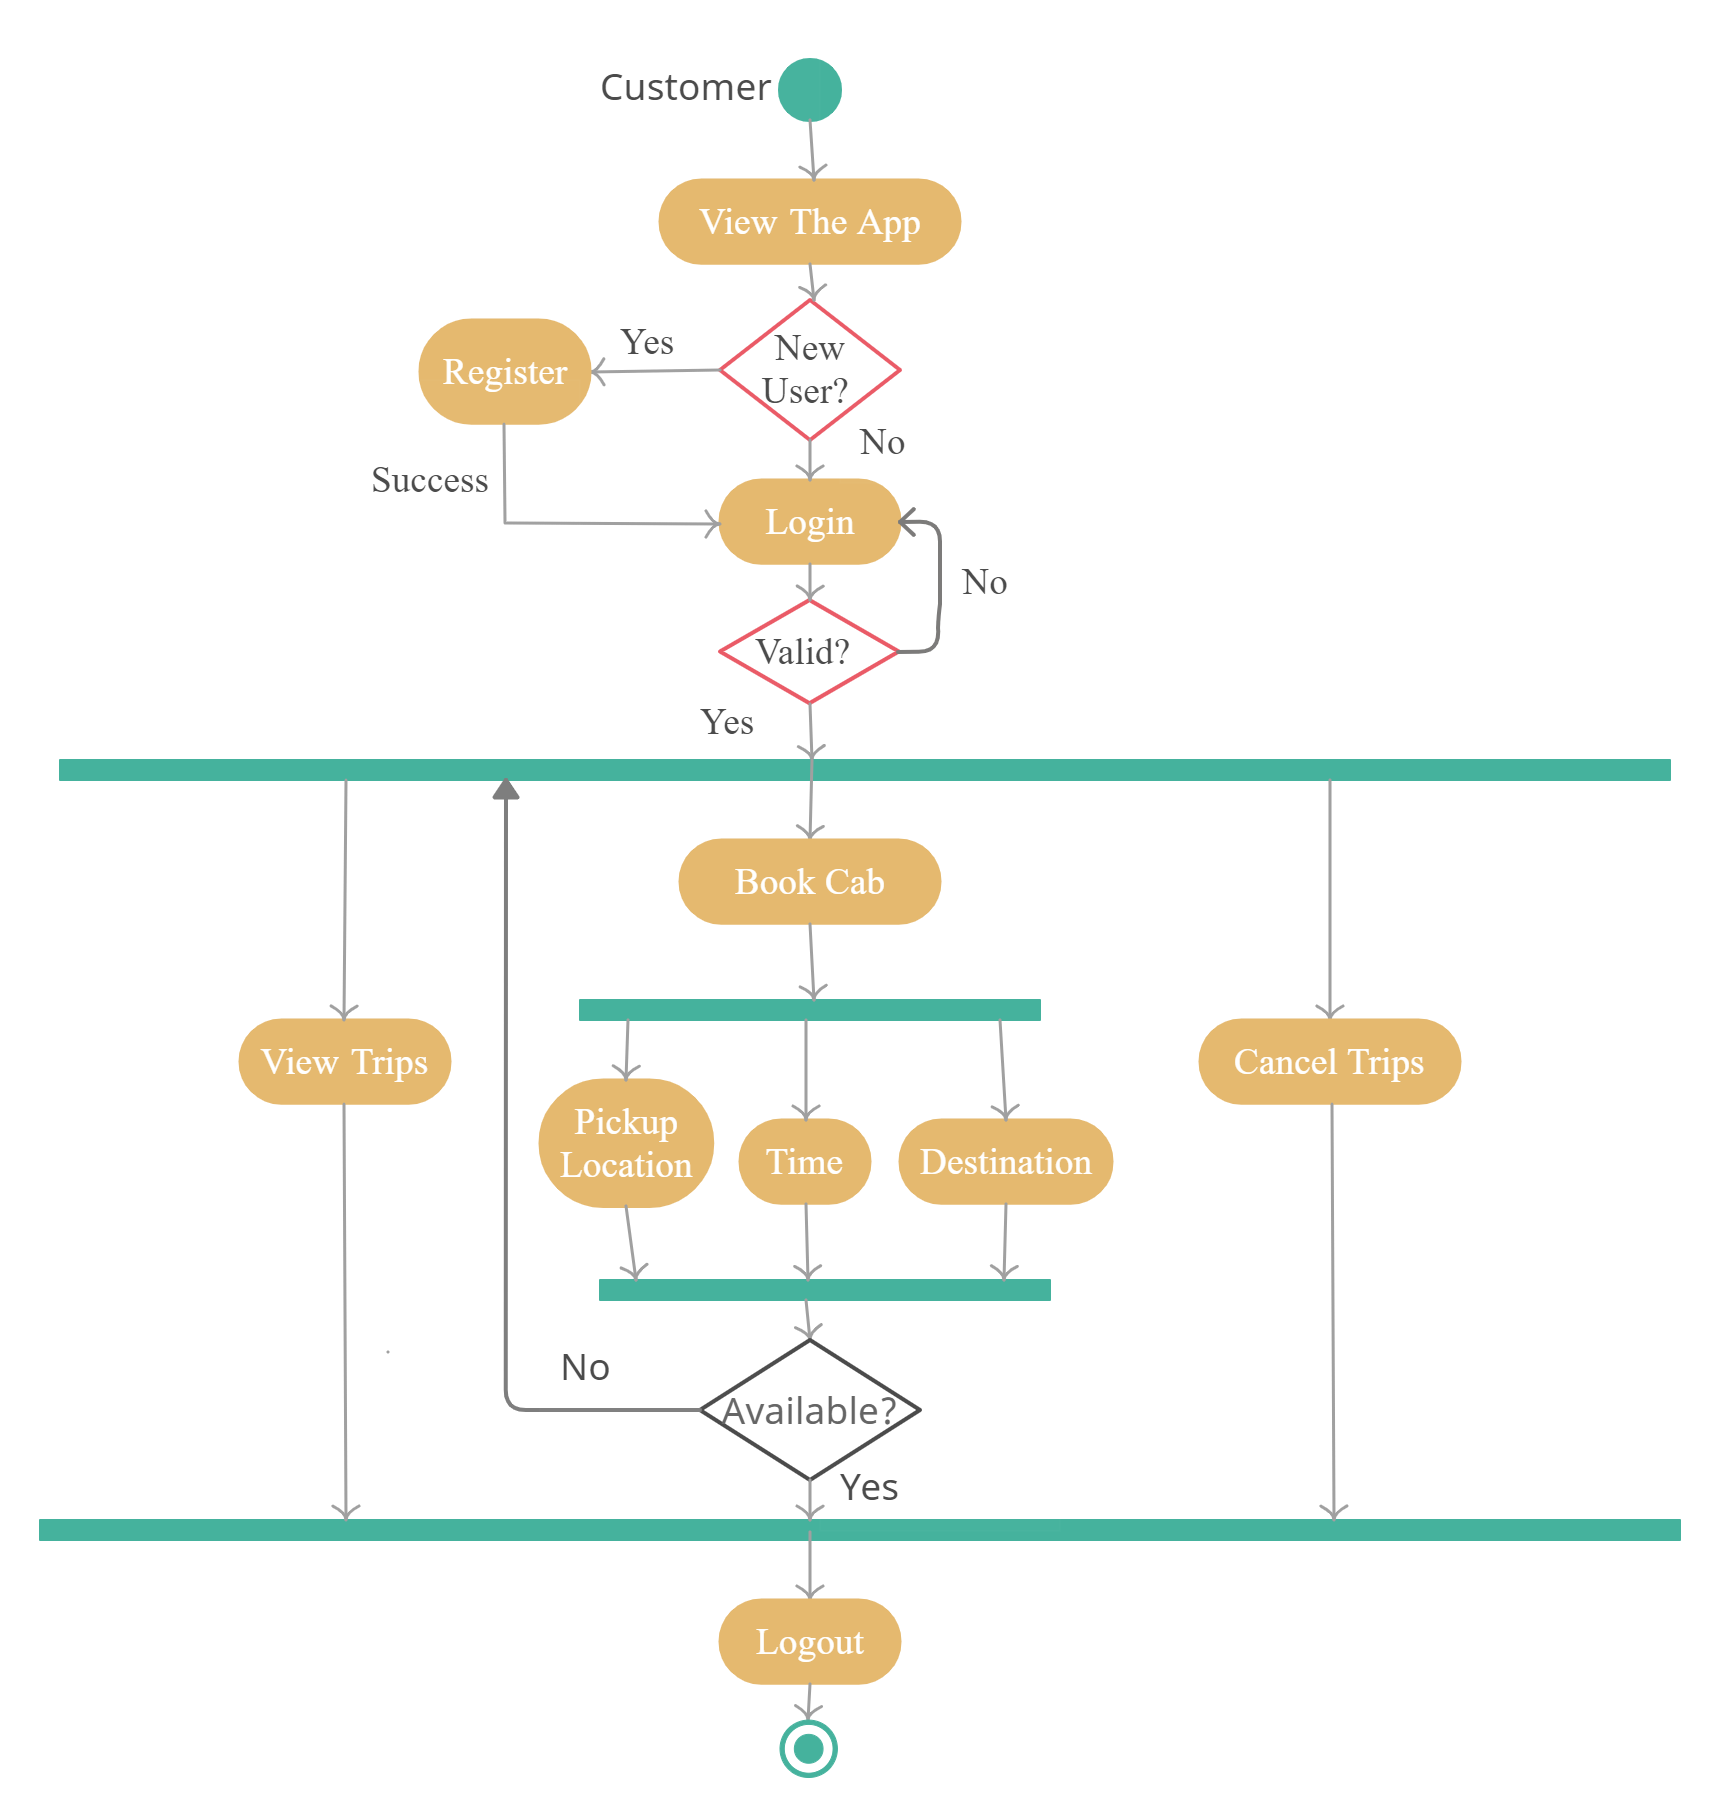 Customer
View The App
New
User?
Yes
Register
No
Success
Login
No
Valid?
Yes
Book Cab
View Trips
Cancel Trips
Pickup
Location
Time
Destination
No
Available?
Yes
Logout